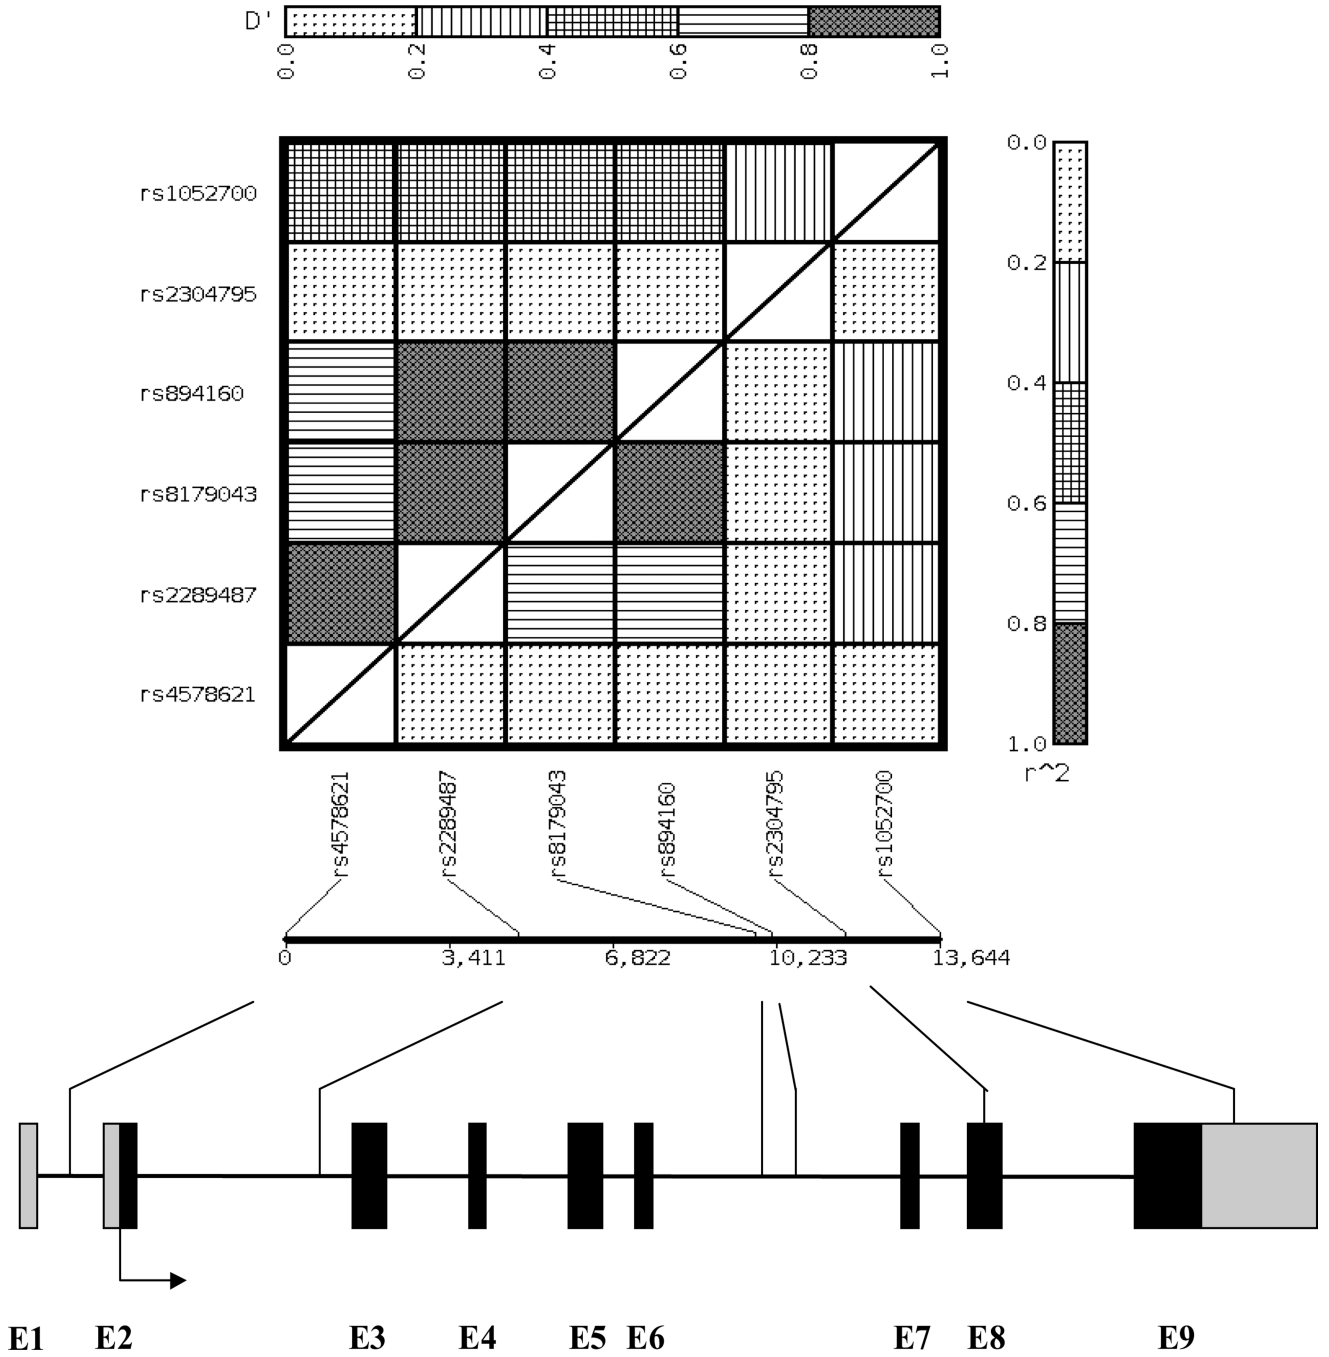 D'
0.0 0.2 0.4 0.6 0.8 1.0
rs1052700
rs2304795
rs894160
rs8179043
rs2289487
rs4578621
0.0
0.2
0.4
0.6
0.8
1.0
r^2
rs4578621 rs2289487 rs8179043 rs894160 rs2304795 rs1052700
0 3,411 6,822 10,233 13,644
E1 E2 E3 E4 E5 E6 E7 E8 E9